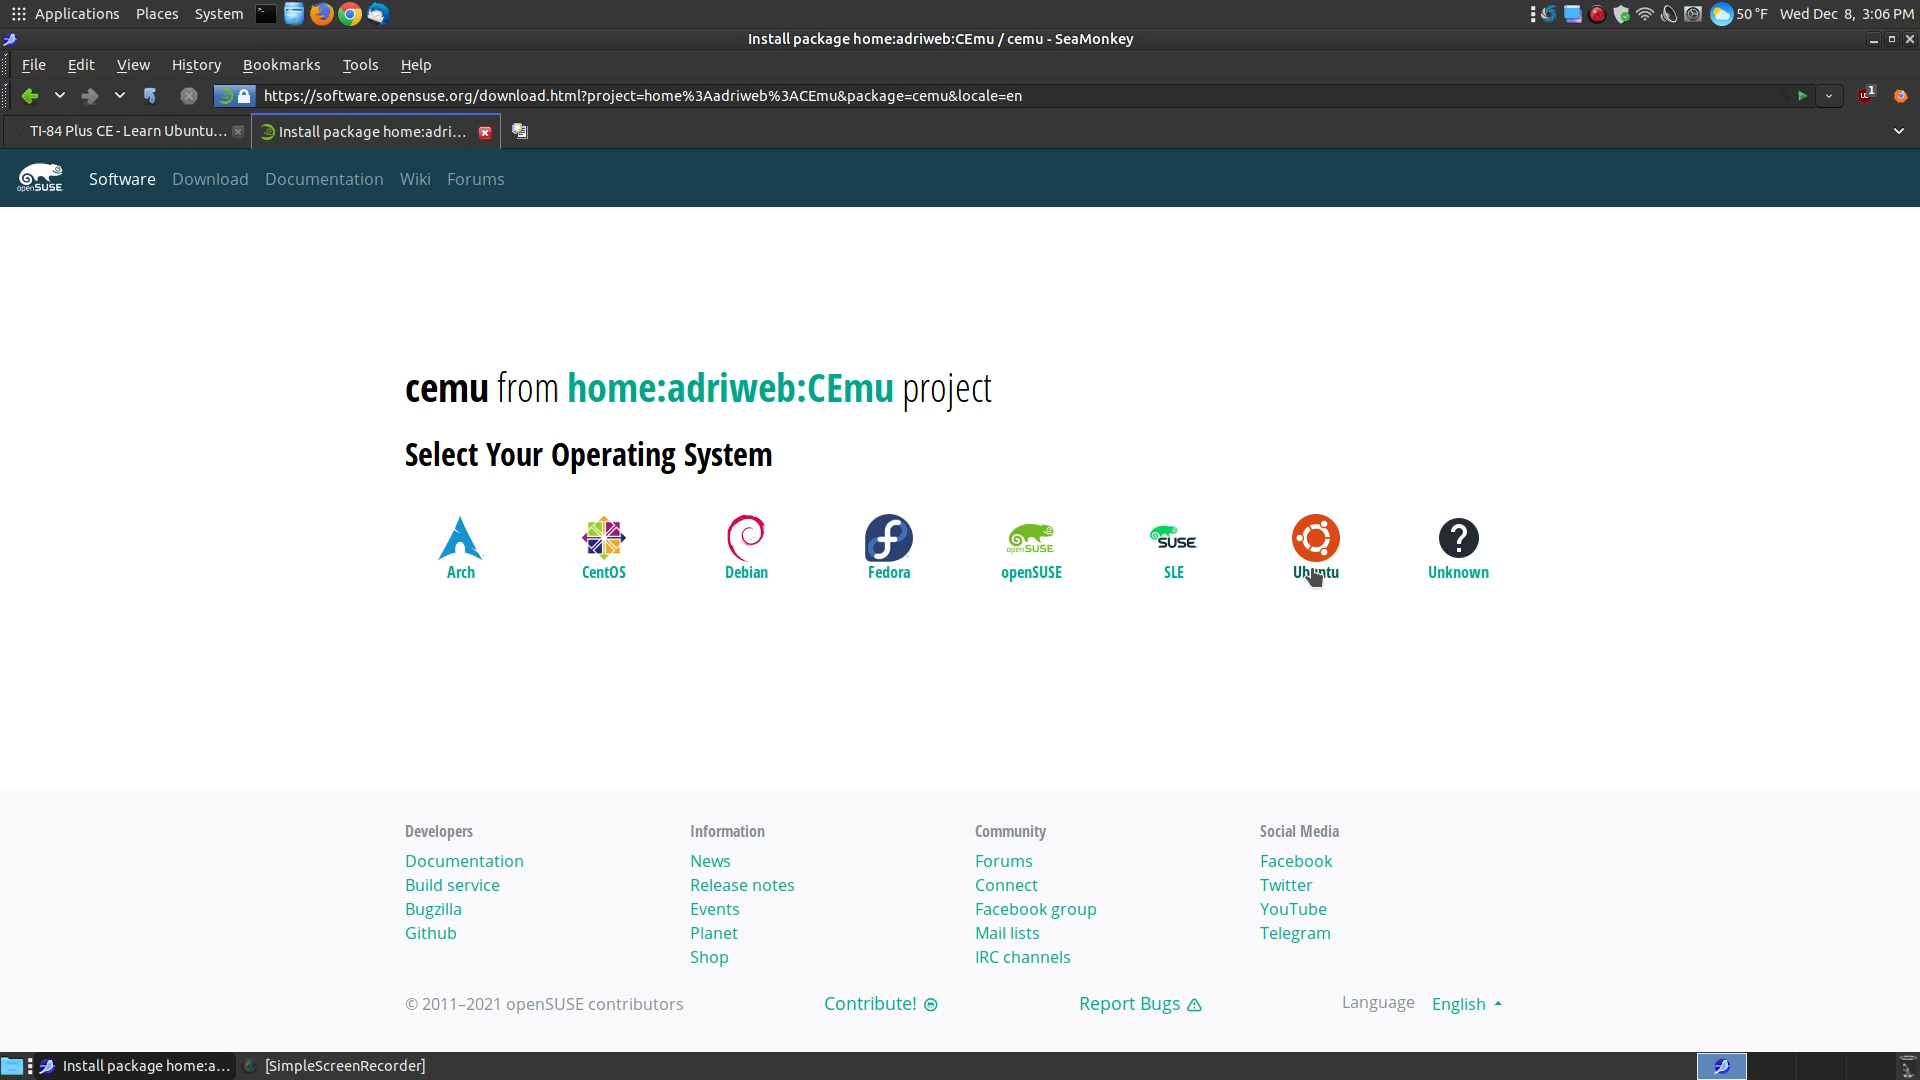 Applications Places System 50 °F Wed Dec 8, 3:06 PM
Install package home:adriweb:CEmu / cemu - SeaMonkey
File Edit View History Bookmarks Tools Help
https://software.opensuse.org/download.html?project=home%3Aadriweb%3ACEmu&package=cemu&locale=en 1
TI-84 Plus CE - Learn Ubuntu... Install package home:adri...
openSUSE Software Download Documentation Wiki Forums
cemu from home:adriweb:CEmu project
Select Your Operating System
openSUSE SUSE
Arch CentOS Debian Fedora openSUSE SLE Ubuntu Unknown
Developers Information Community Social Media
Documentation News Forums Facebook
Build service Release notes Connect Twitter
Bugzilla Events Facebook group YouTube
Github Planet Mail lists Telegram
Shop IRC channels
© 2011–2021 openSUSE contributors Contribute! Report Bugs Language English
Install package home:a... [SimpleScreenRecorder]